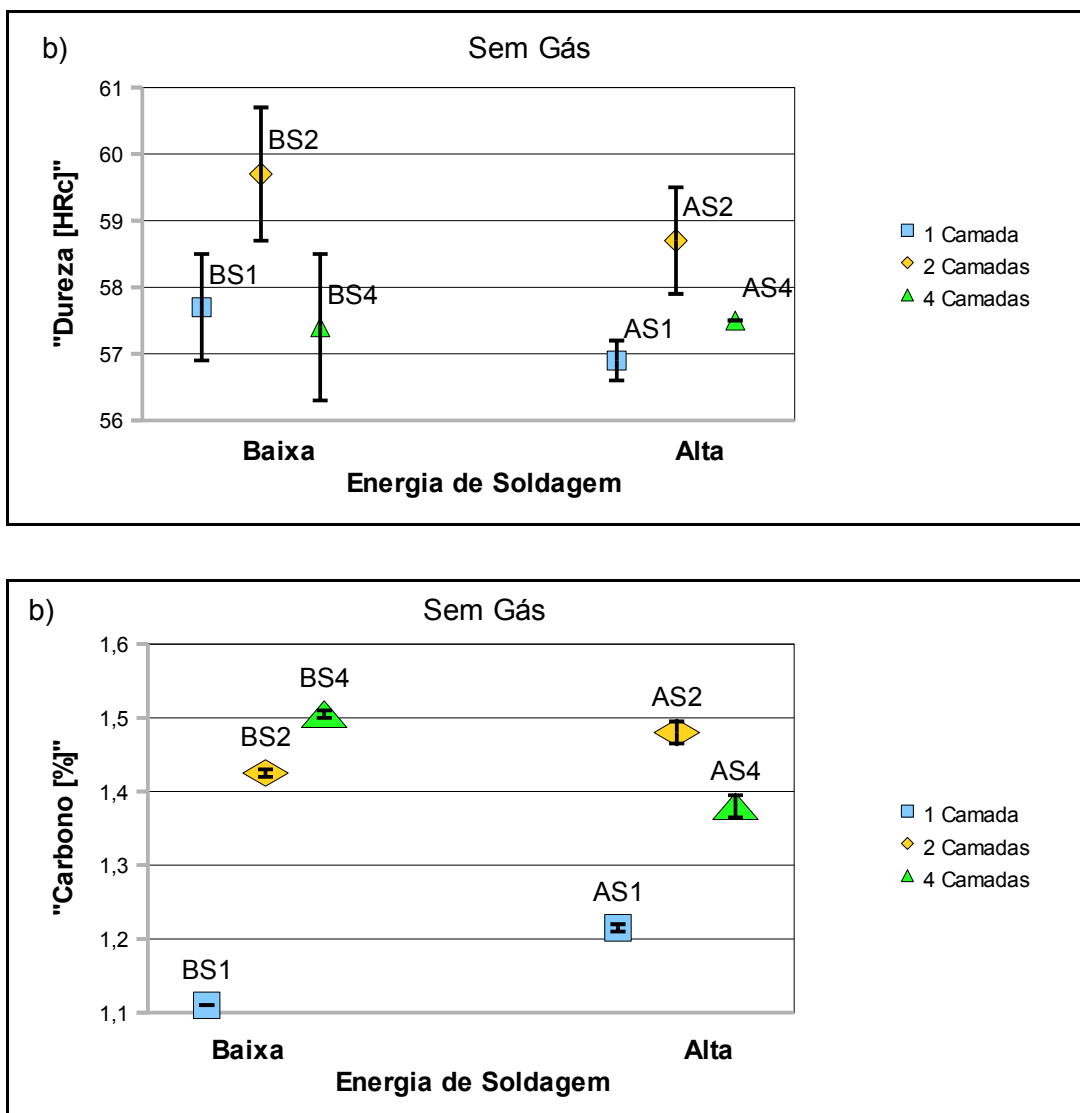 b)
Sem Gás
61
60
59
58
57
56
"Dureza [HRc]"
BS2
BS1
BS4
AS2
AS4
AS1
1 Camada
2 Camadas
4 Camadas
Baixa
Alta
Energia de Soldagem
b)
Sem Gás
1,6
1,5
1,4
1,3
1,2
1,1
"Carbono [%]"
BS4
BS2
BS1
AS2
AS4
AS1
1 Camada
2 Camadas
4 Camadas
Baixa
Alta
Energia de Soldagem